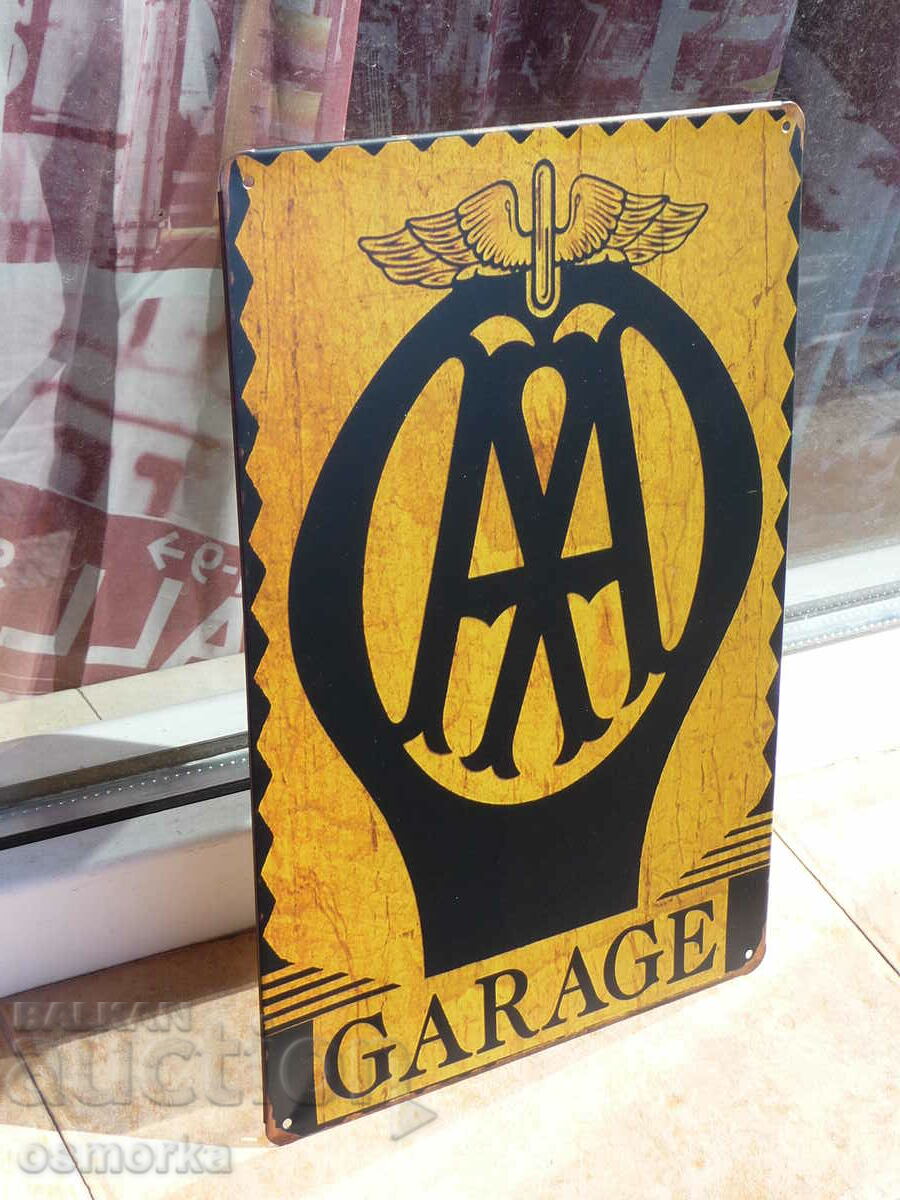 AA
GARAGE
BALKAN
auction
osmorka